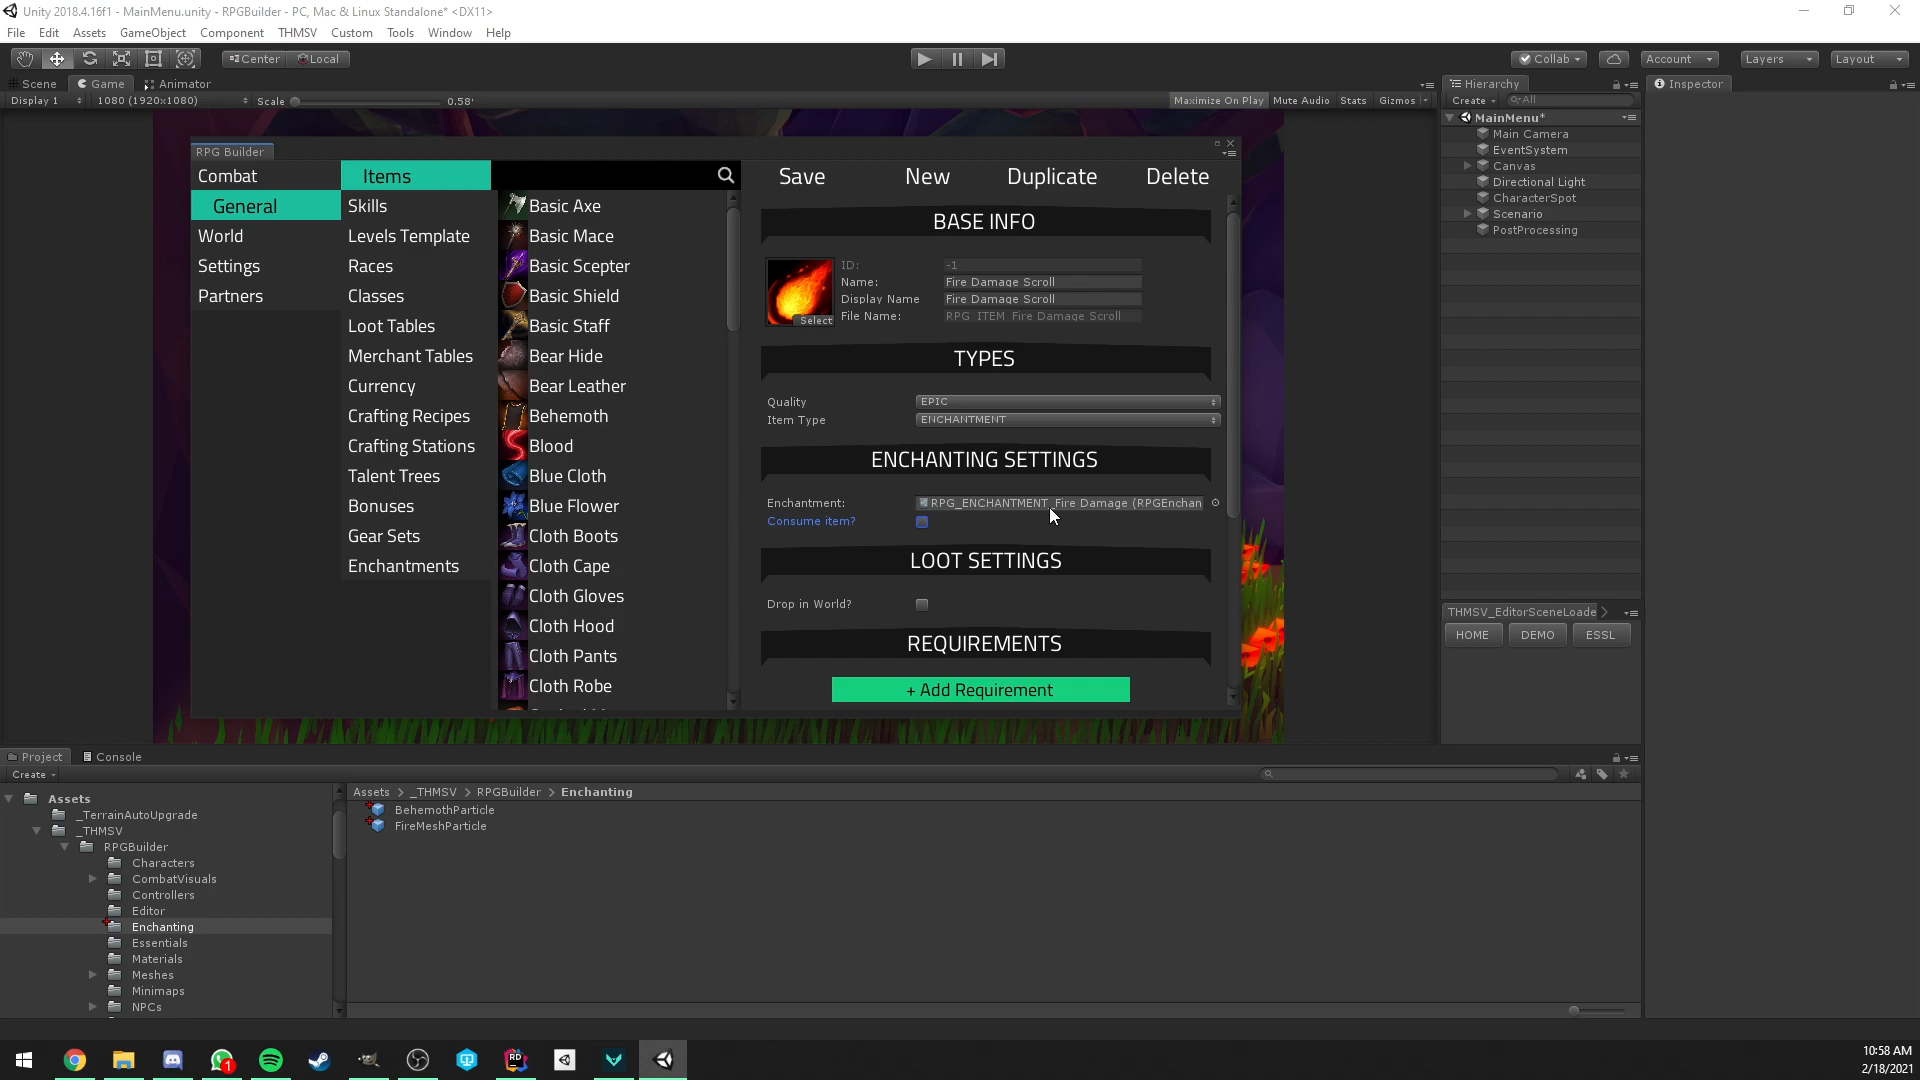 Unity 2018.4.16f1 - MainMenu.unity - RPGBuilder - PC, Mac & Linux Standalone* <DX11>
File Edit Assets GameObject Component THMSV Custom Tools Window Help
Center Local Collab Account Layers Layout
Scene Game Animator
Display 1 1080 (1920x1080) Scale 0.58' Maximize On Play Mute Audio Stats Gizmos
RPG Builder
Combat
General
World
Settings
Partners
Items
Skills
Levels Template
Races
Classes
Loot Tables
Merchant Tables
Currency
Crafting Recipes
Crafting Stations
Talent Trees
Bonuses
Gear Sets
Enchantments
Basic Axe
Basic Mace
Basic Scepter
Basic Shield
Basic Staff
Bear Hide
Bear Leather
Behemoth
Blood
Blue Cloth
Blue Flower
Cloth Boots
Cloth Cape
Cloth Gloves
Cloth Hood
Cloth Pants
Cloth Robe
Save New Duplicate Delete
BASE INFO
Select
ID: -1
Name: Fire Damage Scroll
Display Name Fire Damage Scroll
File Name: RPG_ITEM_Fire Damage Scroll
TYPES
Quality EPIC
Item Type ENCHANTMENT
ENCHANTING SETTINGS
Enchantment: RPG_ENCHANTMENT_Fire Damage (RPGEnchan
Consume item?
LOOT SETTINGS
Drop in World?
REQUIREMENTS
+ Add Requirement
Hierarchy
Create All
MainMenu*
Main Camera
EventSystem
Canvas
Directional Light
CharacterSpot
Scenario
PostProcessing
THMSV_EditorSceneLoade
HOME DEMO ESSL
Inspector
Project Console
Create
Assets
_TerrainAutoUpgrade
_THMSV
RPGBuilder
Characters
CombatVisuals
Controllers
Editor
Enchanting
Essentials
Materials
Meshes
Minimaps
NPCs
Assets > _THMSV > RPGBuilder > Enchanting
BehemothParticle
FireMeshParticle
1
RD
10:58 AM
2/18/2021